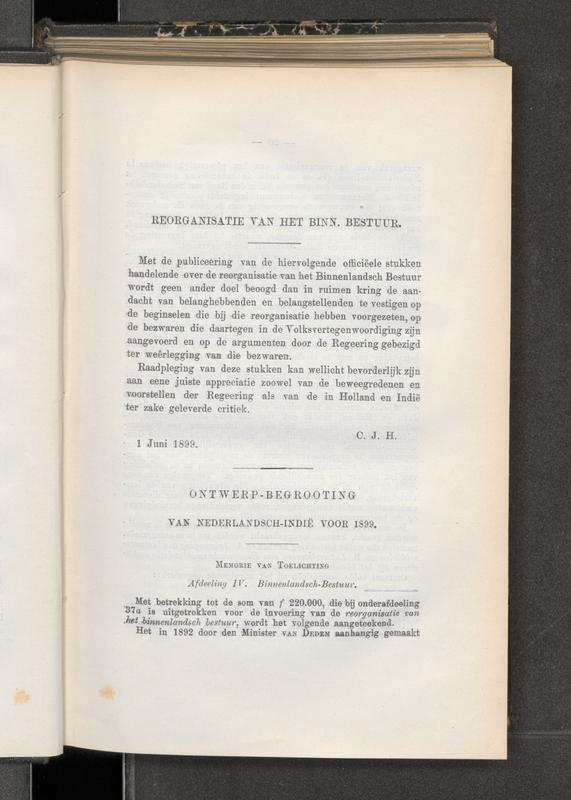 REORGANISATIE VAN HET BINN. BESTUUR.
Met de publiceering van de hiervolgende officiëele stukken
handelende over de reorganisatie van het Binnenlandsch Bestuur
wordt geen ander doel beoogd dan in ruimen kring de aan-
dacht van belanghebbenden en belangstellenden te vestigen op
de beginselen die bij die reorganisatie hebben voorgezeten, op
de bezwaren die daartegen in de Volksvertegenwoordiging zijn
aangevoerd en op de argumenten door de Regeering gebezigd
ter weêrlegging van die bezwaren.
Raadpleging van deze stukken kan wellicht bevorderlijk zijn
aan eene juiste appreciatie zoowel van de beweegredenen en
voorstellen der Regeering als van de in Holland en Indië
ter zake geleverde critiek.
C. J. H.
1 Juni 1899.
ONTWERP-BEGROOTING
VAN NEDERLANDSCH-INDIË VOOR 1899.
MEMORIE VAN TOELICHTING
Afdeeling IV. Binnenlandsch-Bestuur.
Met betrekking tot de som van f 220.000, die bij onderafdeeling
37a is uitgetrokken voor de invoering van de reorganisatie van
het binnenlandsch bestuur, wordt het volgende aangeteekend.
Het in 1892 door den Minister VAN DEDEM aanhangig gemaakt